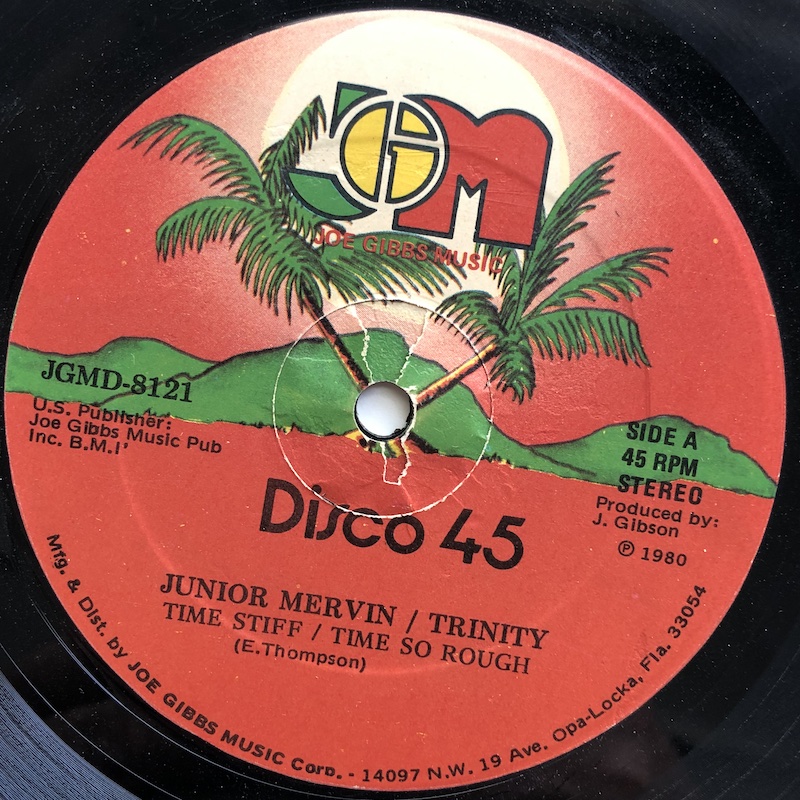 JGM
JOE GIBBS MUSIC
JGMD-8121
U.S. Publisher:
Joe Gibbs Music Pub
Inc. B.M.I'
SIDE A
45 RPM
STEREO
Produced by:
J. Gibson
℗ 1980
Disco 45
JUNIOR MERVIN / TRINITY
TIME STIFF / TIME SO ROUGH
(E.Thompson)
Mfg. & Dist. by JOE GIBBS MUSIC Corp. - 14097 N.W. 19 Ave. Opa-Locka, Fla. 33054